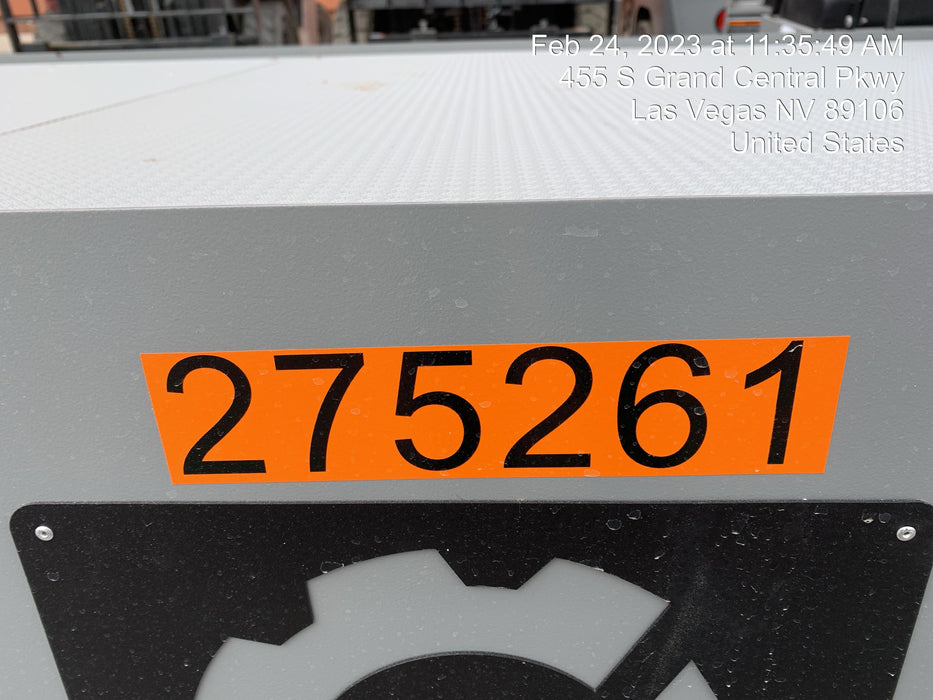 Feb 24, 2023 at 11:35:49 AM
455 S Grand Central Pkwy
Las Vegas NV 89106
United States
275261